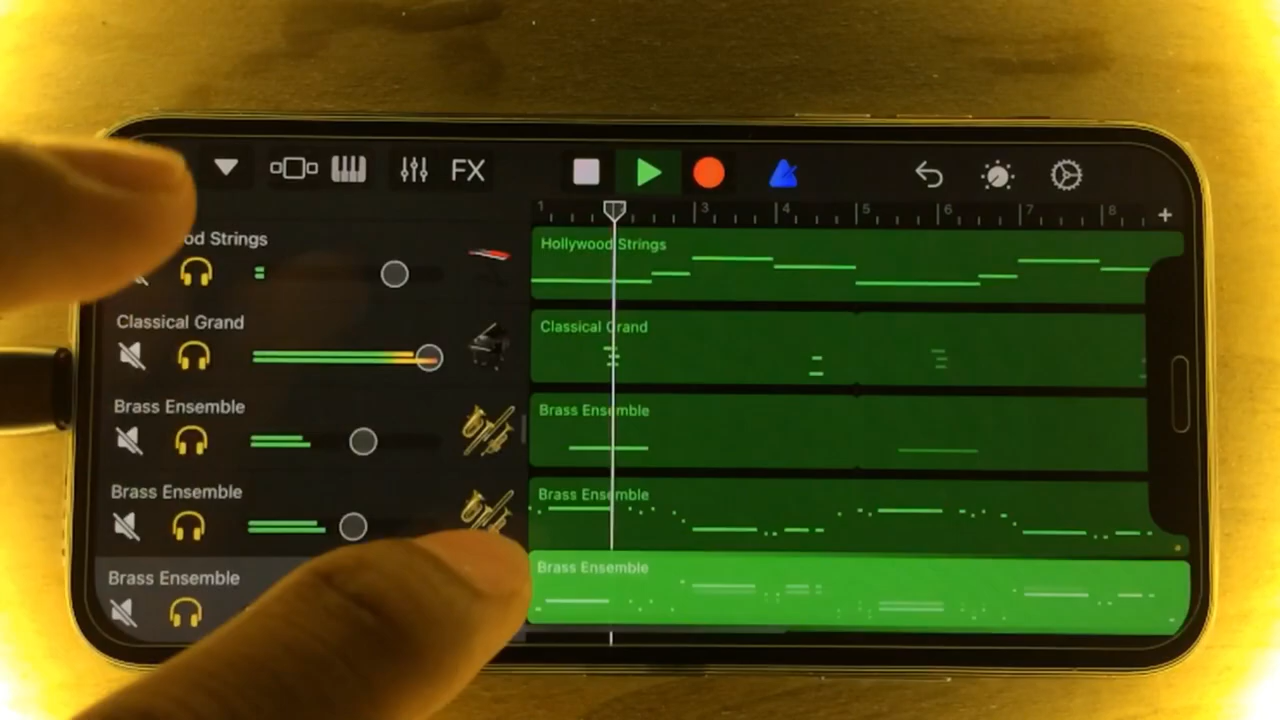 FX
1 3 4 5 6 7 8
od Strings
Hollywood Strings
Classical Grand
Classical Grand
Brass Ensemble
Brass Ensemble
Brass Ensemble
Brass Ensemble
Brass Ensemble
Brass Ensemble